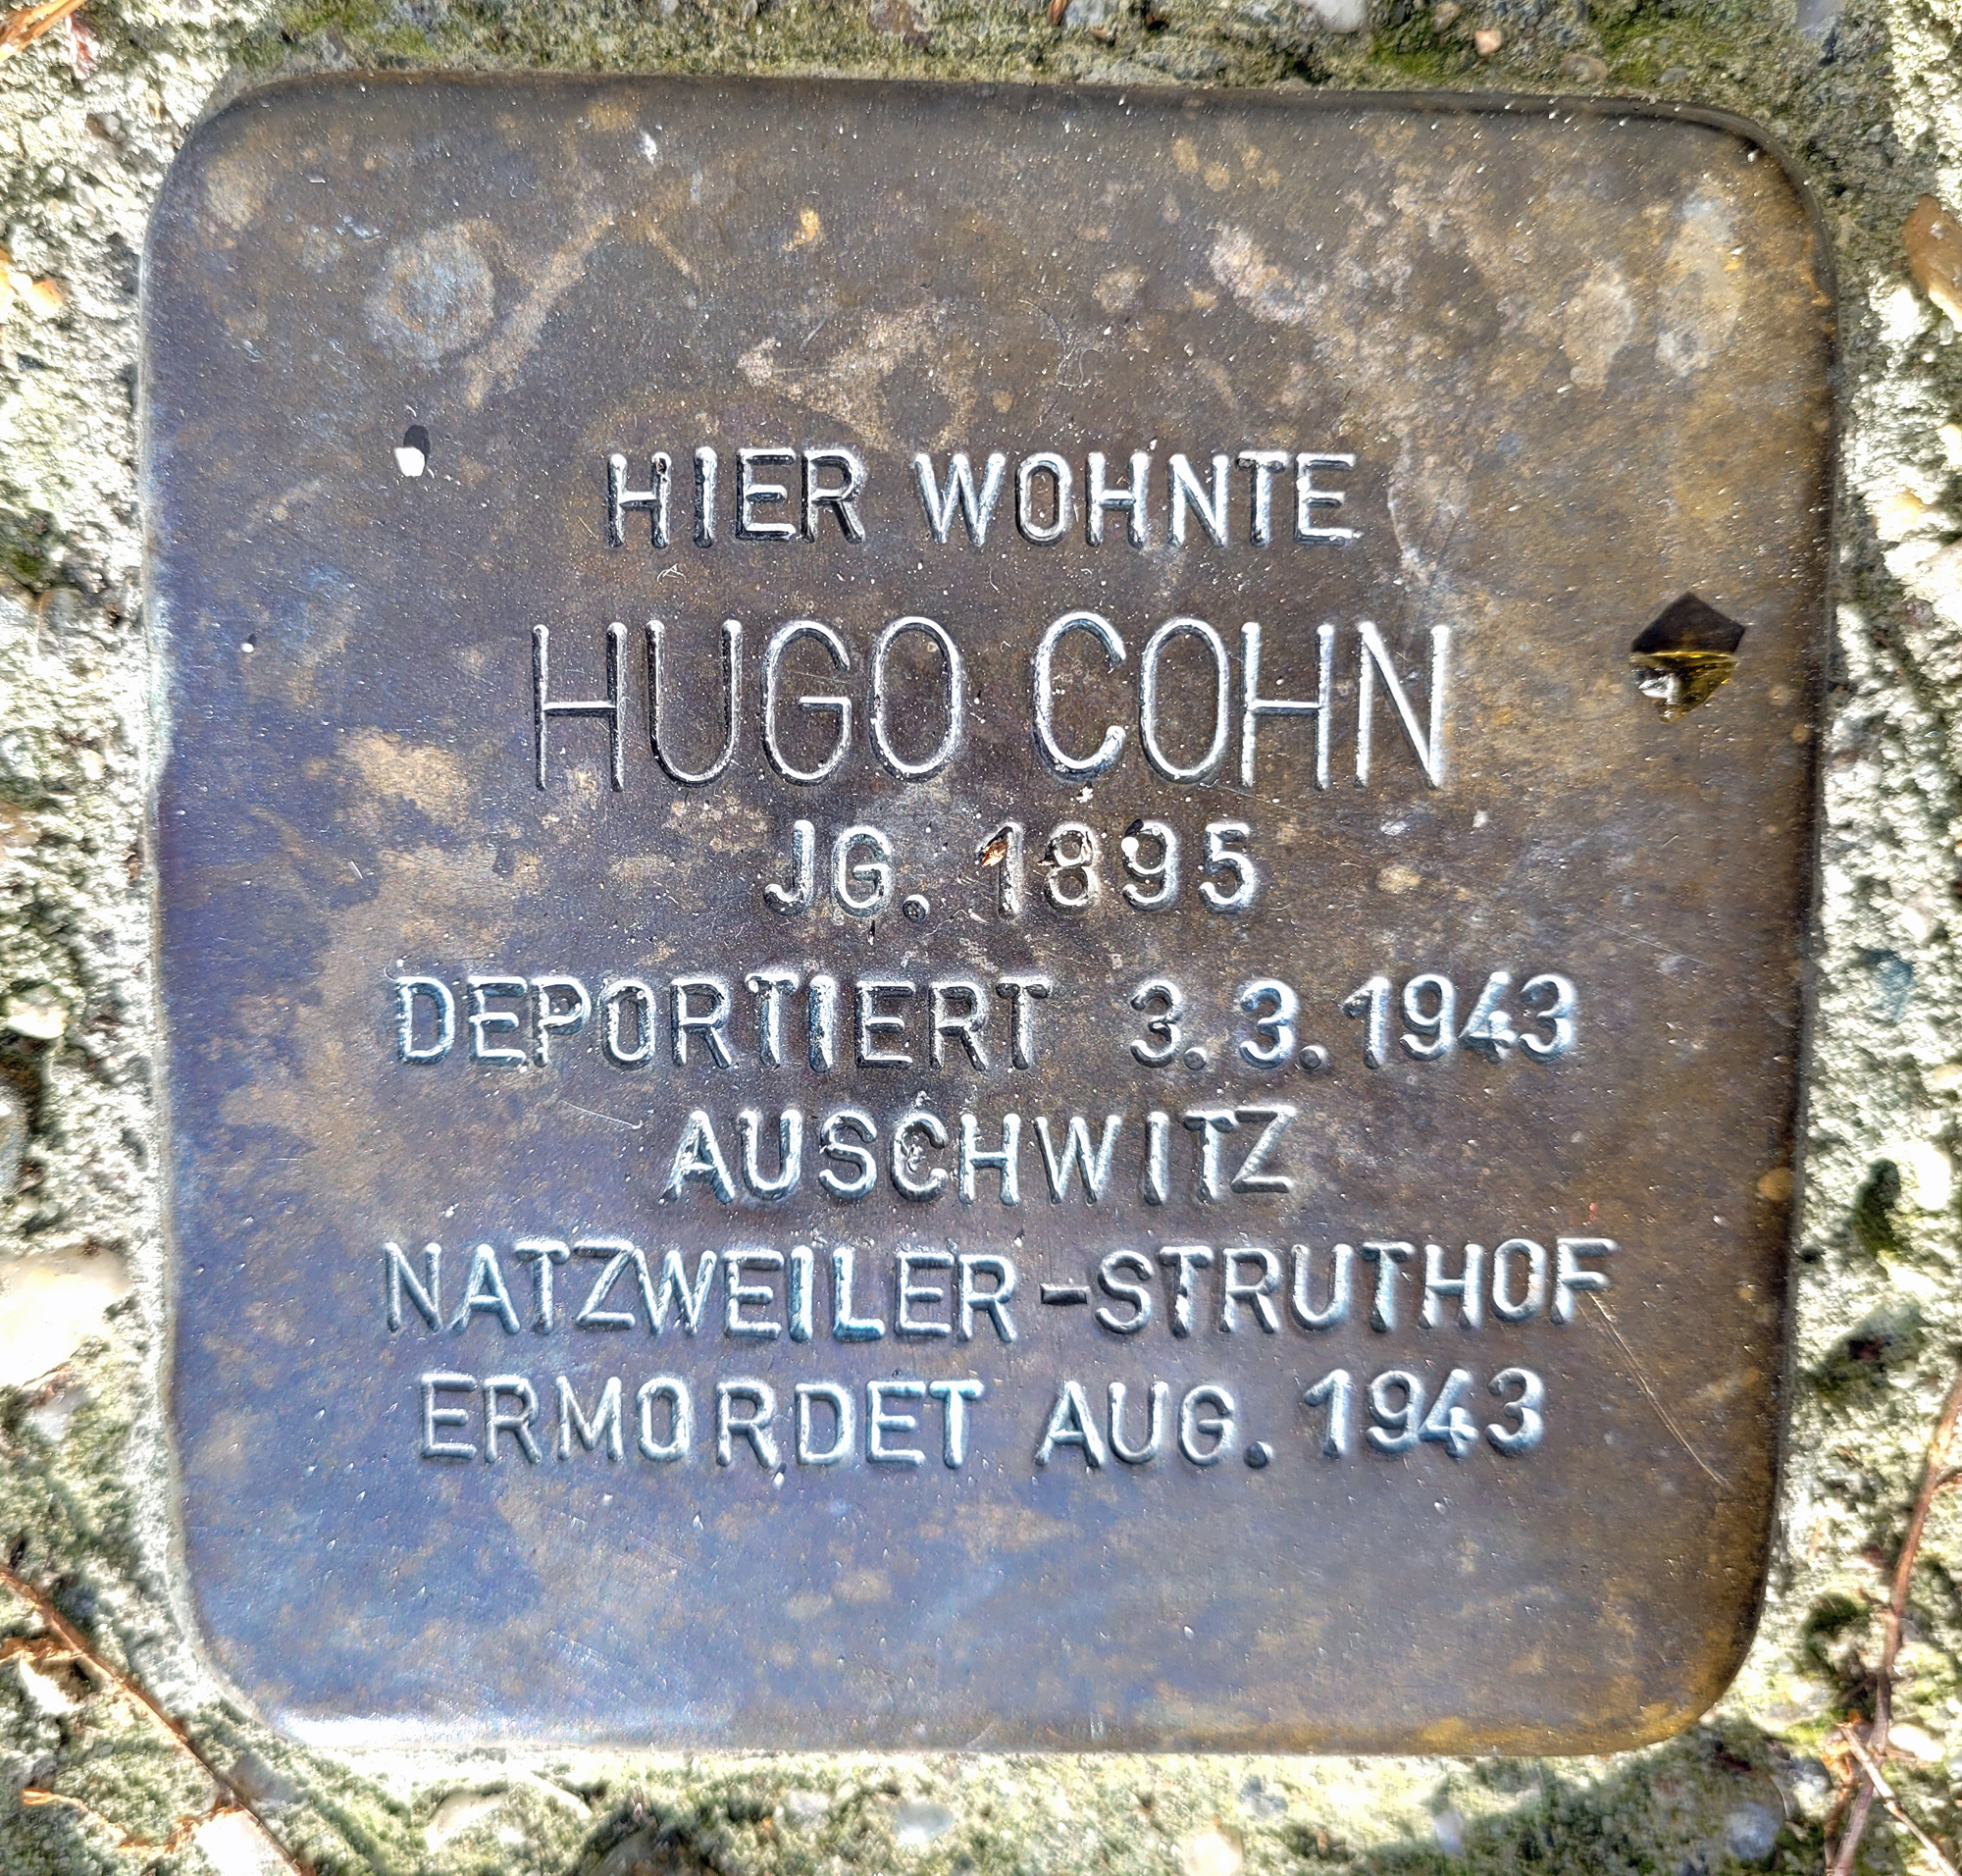 HIER WOHNTE
HUGO COHN
JG. 1895
DEPORTIERT 3.3.1943
AUSCHWITZ
NATZWEILER-STRUTHOF
ERMORDET AUG. 1943